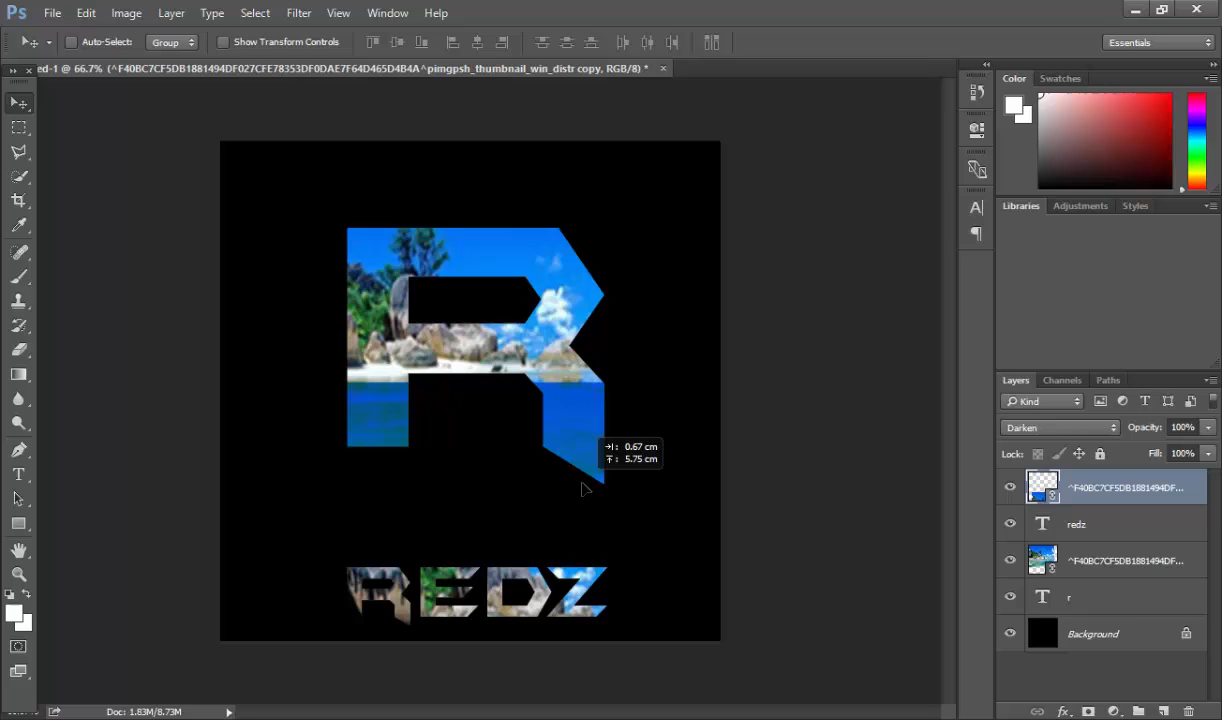 Ps File Edit Image Layer Type Select Filter 3D View Window Help
Auto-Select: Group Show Transform Controls Essentials
ed-1 @ 66.7% (^F40BC7CF5DB1881494DF027CFE78353DF0DAE7F64D465D4B4A^pimgpsh_thumbnail_win_distr copy, RGB/8) *
Color Swatches
Libraries Adjustments Styles
R
0.67 cm
5.75 cm
REDZ
Layers Channels Paths
Kind
Darken Opacity: 100%
Lock: Fill: 100%
^F40BC7CF5DB1881494DF...
redz
^F40BC7CF5DB1881494DF...
r
Background
Doc: 1.83M/8.73M